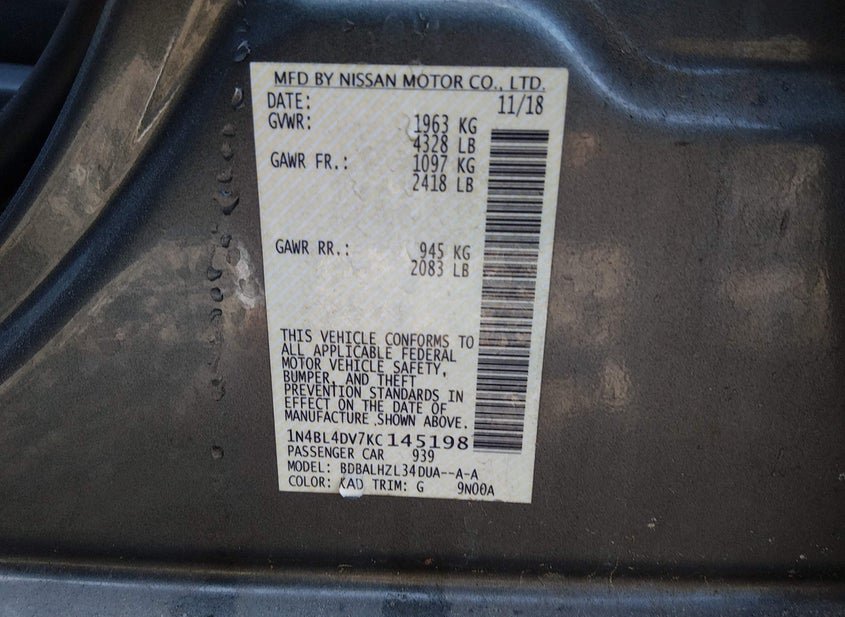 MFD BY NISSAN MOTOR CO., LTD.
DATE: 11/18
GVWR: 1963 KG
4328 LB
GAWR FR.: 1097 KG
2418 LB
GAWR RR.: 945 KG
2083 LB
THIS VEHICLE CONFORMS TO
ALL APPLICABLE FEDERAL
MOTOR VEHICLE SAFETY,
BUMPER, AND THEFT
PREVENTION STANDARDS IN
EFFECT ON THE DATE OF
MANUFACTURE SHOWN ABOVE.
1N4BL4DV7KC145198
PASSENGER CAR 939
MODEL: BDBALHZL34DUA--A-A
COLOR: KAD TRIM: G 9N00A